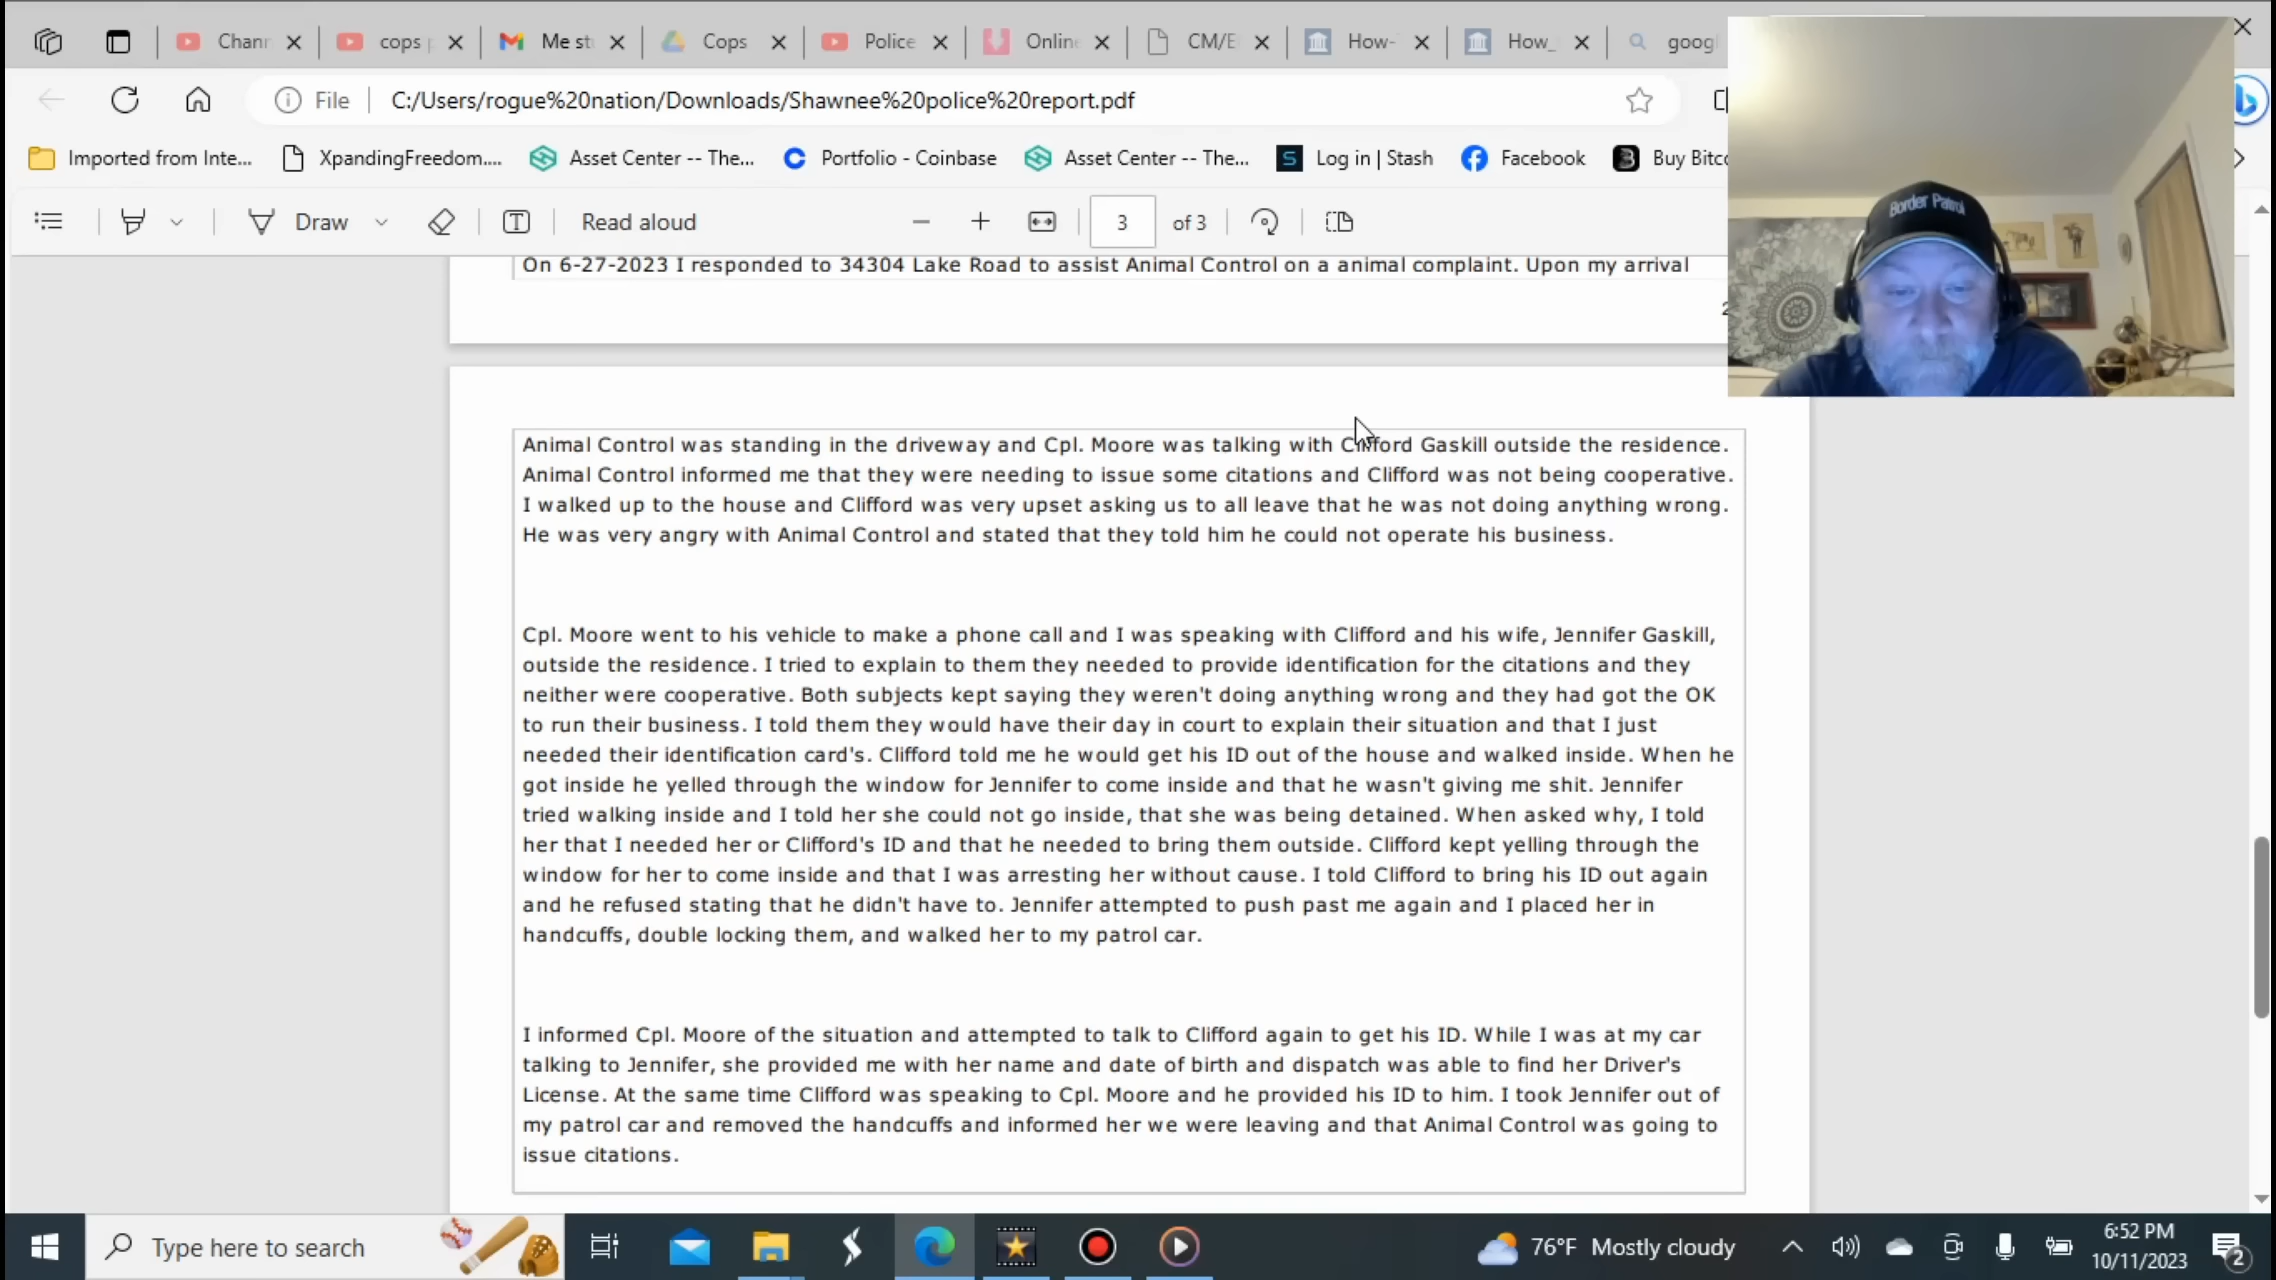 Chann
cops p
Me st
Cops
Police
Online
CM/E
How-
How_
googl
File
C:/Users/rogue%20nation/Downloads/Shawnee%20police%20report.pdf
Imported from Inte...
XpandingFreedom....
Asset Center -- The...
Portfolio - Coinbase
Asset Center -- The...
Log in | Stash
Facebook
Buy Bitco
Draw
Read aloud
3
of 3
Border Patrol
On 6-27-2023 I responded to 34304 Lake Road to assist Animal Control on a animal complaint. Upon my arrival
2
Animal Control was standing in the driveway and Cpl. Moore was talking with Clifford Gaskill outside the residence.
Animal Control informed me that they were needing to issue some citations and Clifford was not being cooperative.
I walked up to the house and Clifford was very upset asking us to all leave that he was not doing anything wrong.
He was very angry with Animal Control and stated that they told him he could not operate his business.
Cpl. Moore went to his vehicle to make a phone call and I was speaking with Clifford and his wife, Jennifer Gaskill,
outside the residence. I tried to explain to them they needed to provide identification for the citations and they
neither were cooperative. Both subjects kept saying they weren't doing anything wrong and they had got the OK
to run their business. I told them they would have their day in court to explain their situation and that I just
needed their identification card's. Clifford told me he would get his ID out of the house and walked inside. When he
got inside he yelled through the window for Jennifer to come inside and that he wasn't giving me shit. Jennifer
tried walking inside and I told her she could not go inside, that she was being detained. When asked why, I told
her that I needed her or Clifford's ID and that he needed to bring them outside. Clifford kept yelling through the
window for her to come inside and that I was arresting her without cause. I told Clifford to bring his ID out again
and he refused stating that he didn't have to. Jennifer attempted to push past me again and I placed her in
handcuffs, double locking them, and walked her to my patrol car.
I informed Cpl. Moore of the situation and attempted to talk to Clifford again to get his ID. While I was at my car
talking to Jennifer, she provided me with her name and date of birth and dispatch was able to find her Driver's
License. At the same time Clifford was speaking to Cpl. Moore and he provided his ID to him. I took Jennifer out of
my patrol car and removed the handcuffs and informed her we were leaving and that Animal Control was going to
issue citations.
Type here to search
76°F Mostly cloudy
6:52 PM
10/11/2023
2